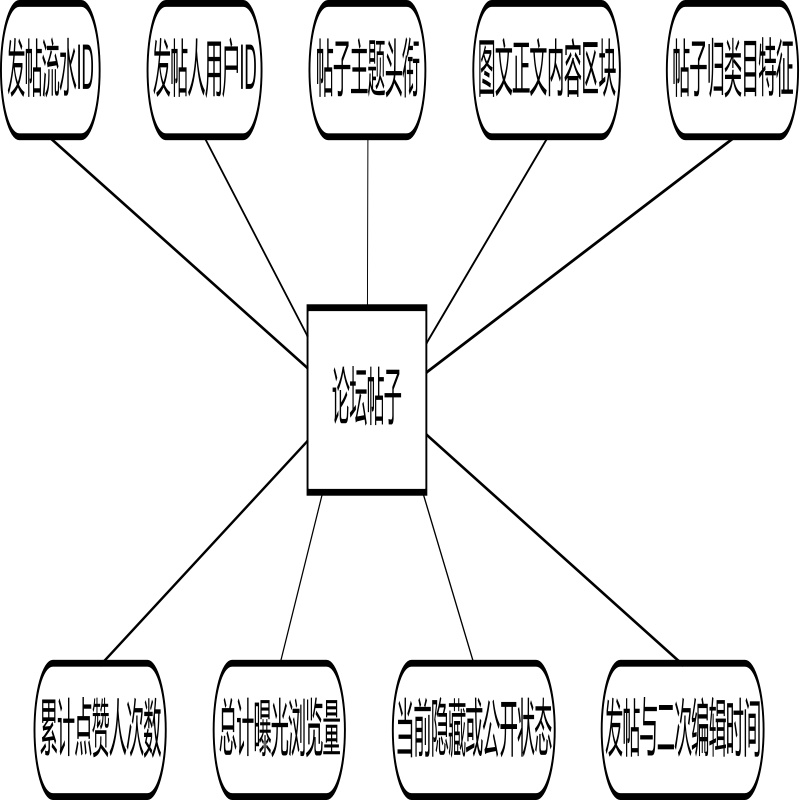 发帖流水ID
发帖人用户ID
帖子主题头衔
图文正文内容区块
帖子归类目特征
论坛帖子
累计点赞人次数
总计曝光浏览量
当前隐藏或公开状态
发帖与二次编辑时间